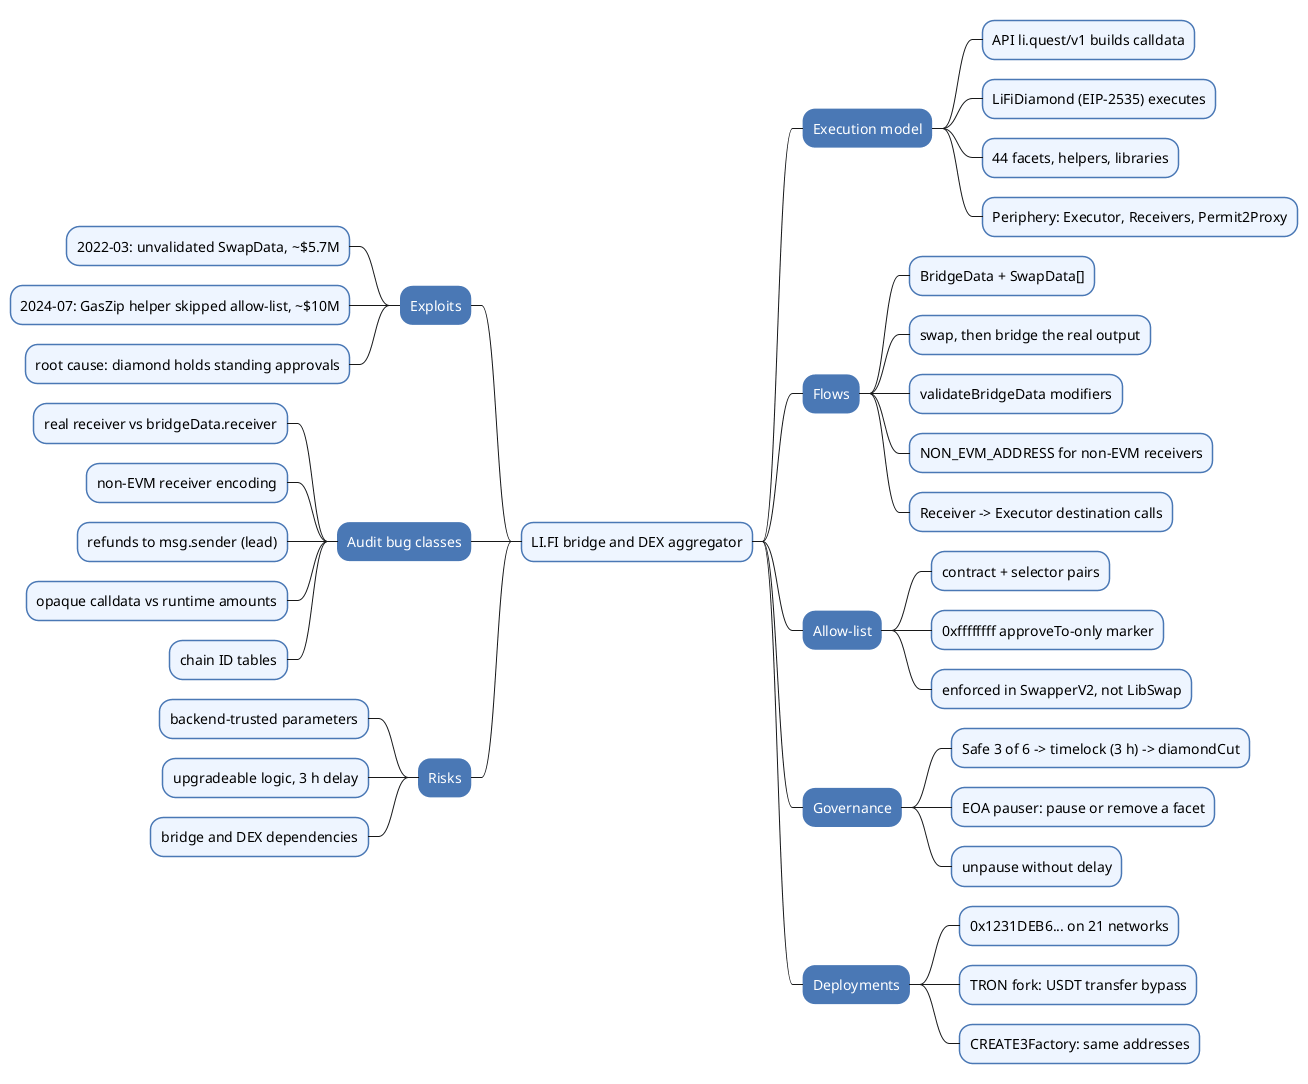 LI.FI bridge and DEX aggregator
Execution model
API li.quest/v1 builds calldata
LiFiDiamond (EIP-2535) executes
44 facets, helpers, libraries
Periphery: Executor, Receivers, Permit2Proxy
Flows
BridgeData + SwapData[]
swap, then bridge the real output
validateBridgeData modifiers
NON_EVM_ADDRESS for non-EVM receivers
Receiver -> Executor destination calls
Allow-list
contract + selector pairs
0xffffffff approveTo-only marker
enforced in SwapperV2, not LibSwap
Governance
Safe 3 of 6 -> timelock (3 h) -> diamondCut
EOA pauser: pause or remove a facet
unpause without delay
Deployments
0x1231DEB6... on 21 networks
TRON fork: USDT transfer bypass
CREATE3Factory: same addresses
Exploits
2022-03: unvalidated SwapData, ~$5.7M
2024-07: GasZip helper skipped allow-list, ~$10M
root cause: diamond holds standing approvals
Audit bug classes
real receiver vs bridgeData.receiver
non-EVM receiver encoding
refunds to msg.sender (lead)
opaque calldata vs runtime amounts
chain ID tables
Risks
backend-trusted parameters
upgradeable logic, 3 h delay
bridge and DEX dependencies